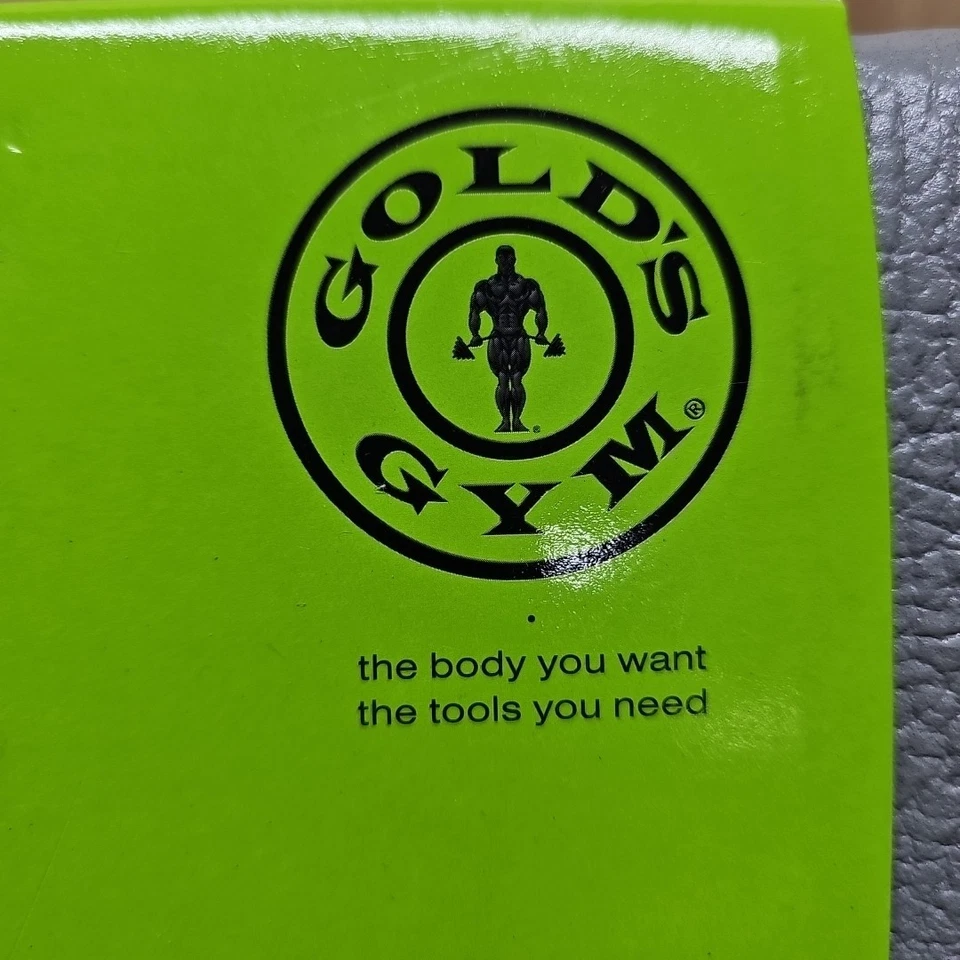 GOLD'S
GYM®
®
the body you want
the tools you need